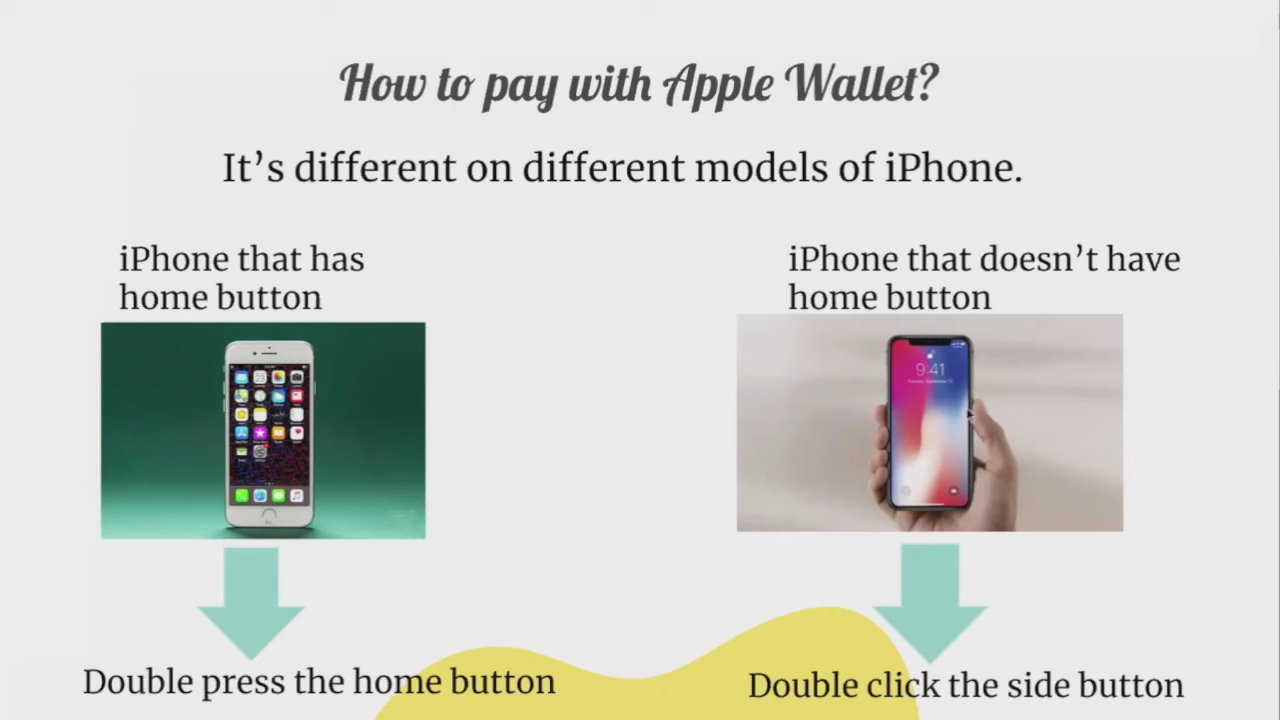 How to pay with Apple Wallet?
It’s different on different models of iPhone.
iPhone that has
home button
iPhone that doesn’t have
home button
9:41
Double press the home button
Double click the side button